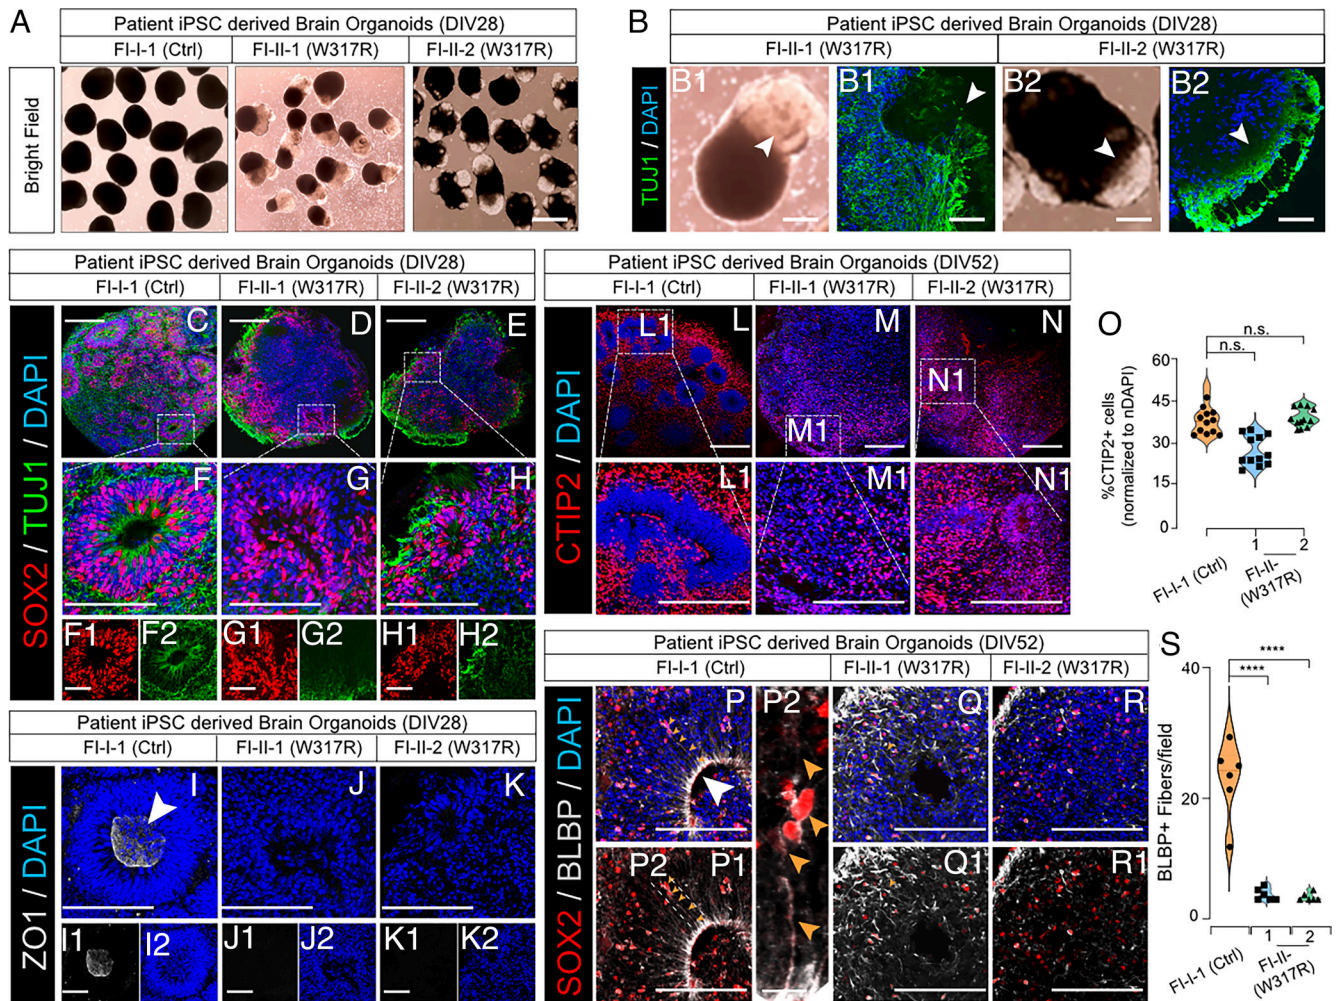 A
Patient iPSC derived Brain Organoids (DIV28)
FI-I-1 (Ctrl)
FI-II-1 (W317R)
FI-II-2 (W317R)
Bright Field
B
Patient iPSC derived Brain Organoids (DIV28)
FI-II-1 (W317R)
FI-II-2 (W317R)
TUJ1 / DAPI
B1
B1
B2
B2
Patient iPSC derived Brain Organoids (DIV28)
FI-I-1 (Ctrl)
FI-II-1 (W317R)
FI-II-2 (W317R)
SOX2 / TUJ1 / DAPI
C
D
E
F
G
H
F1
F2
G1
G2
H1
H2
Patient iPSC derived Brain Organoids (DIV52)
FI-I-1 (Ctrl)
FI-II-1 (W317R)
FI-II-2 (W317R)
CTIP2 / DAPI
L1
L
M
N
M1
N1
L1
M1
N1
O
n.s.
n.s.
60
45
30
15
0
%CTIP2+ cells
(normalized to nDAPI)
1
2
FI-I-1 (Ctrl)
FI-II-
(W317R)
Patient iPSC derived Brain Organoids (DIV28)
FI-I-1 (Ctrl)
FI-II-1 (W317R)
FI-II-2 (W317R)
ZO1 / DAPI
I
J
K
I1
I2
J1
J2
K1
K2
Patient iPSC derived Brain Organoids (DIV52)
FI-I-1 (Ctrl)
FI-II-1 (W317R)
FI-II-2 (W317R)
SOX2 / BLBP / DAPI
P
P2
Q
R
P2
P1
Q1
R1
S
****
****
40
20
0
BLBP+ Fibers/field
1
2
FI-I-1 (Ctrl)
FI-II-
(W317R)